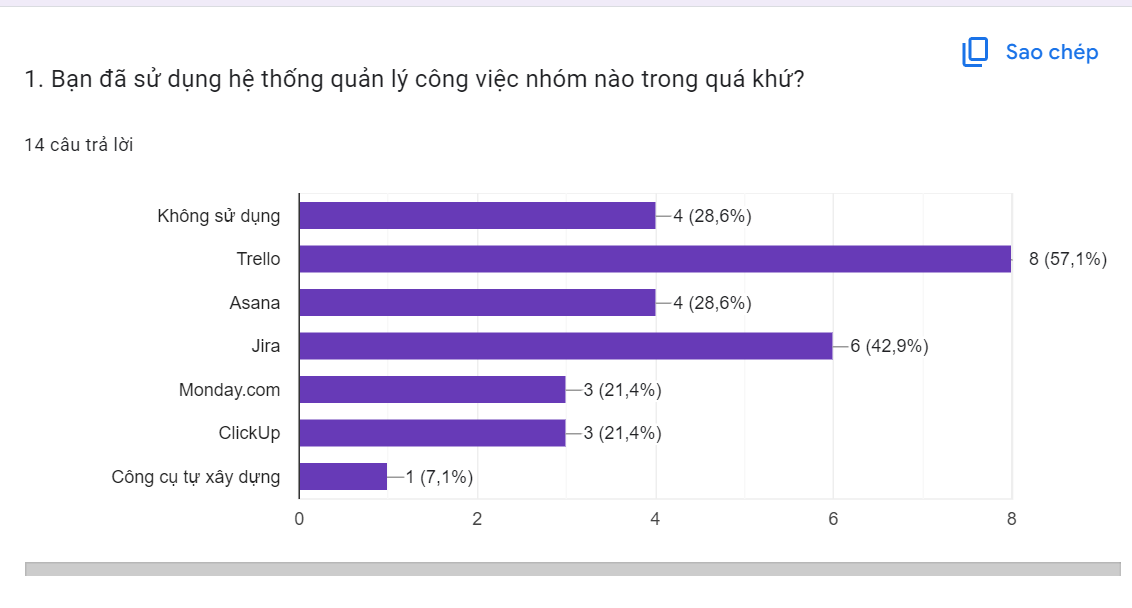 Sao chép
1. Bạn đã sử dụng hệ thống quản lý công việc nhóm nào trong quá khứ?
14 câu trả lời
Không sử dụng 4 (28,6%)
Trello 8 (57,1%)
Asana 4 (28,6%)
Jira 6 (42,9%)
Monday.com 3 (21,4%)
ClickUp 3 (21,4%)
Công cụ tự xây dựng 1 (7,1%)
0 2 4 6 8